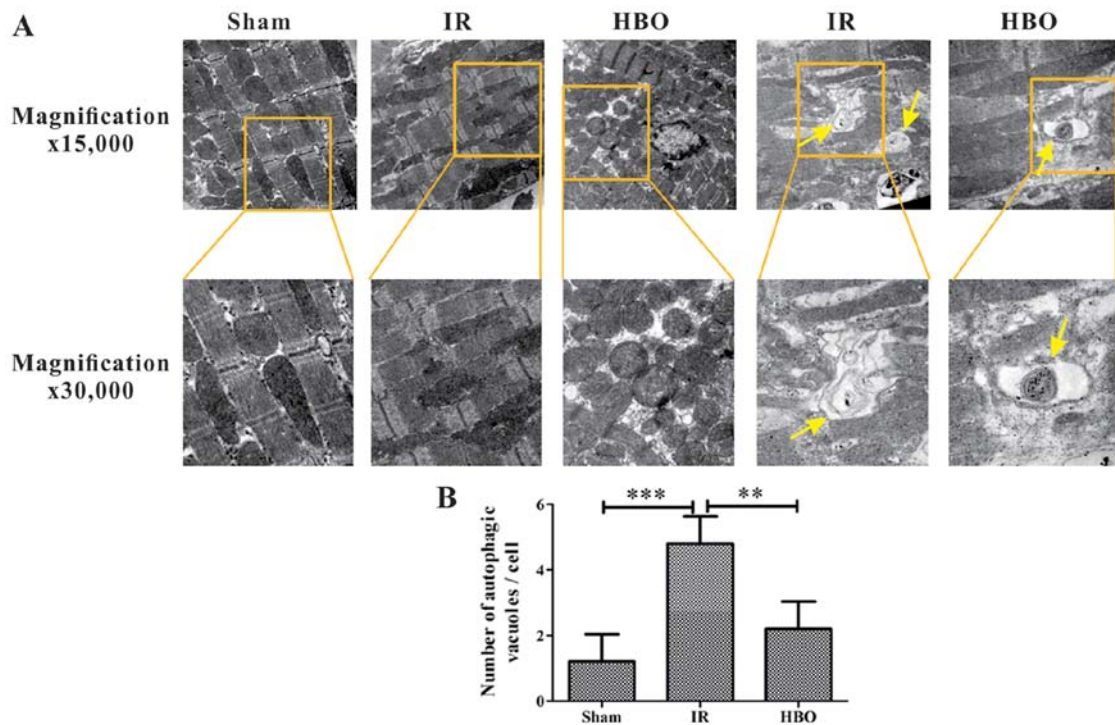 A
Sham
IR
HBO
IR
HBO
Magnification
x15,000
Magnification
x30,000
B
Number of autophagic
vacuoles / cell
6
4
2
0
***
**
Sham
IR
HBO